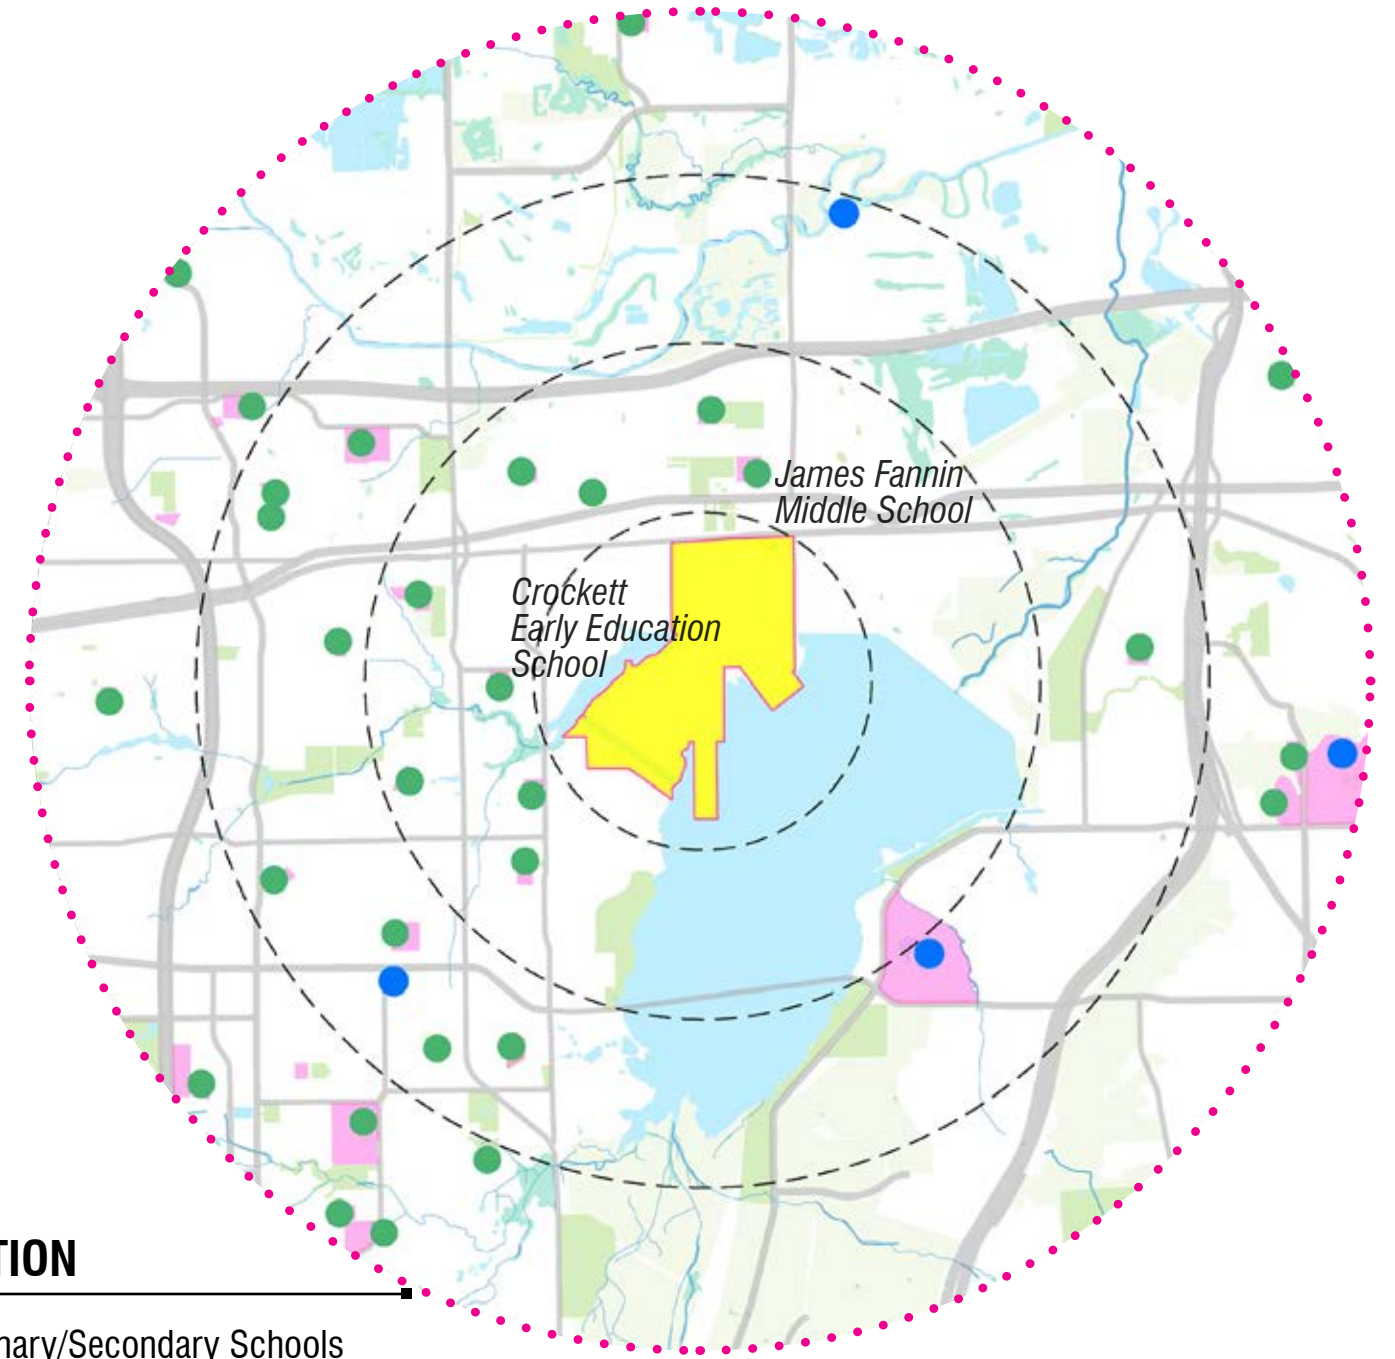 James Fannin
Middle School
Crockett
Early Education
School
TION
nary/Secondary Schools